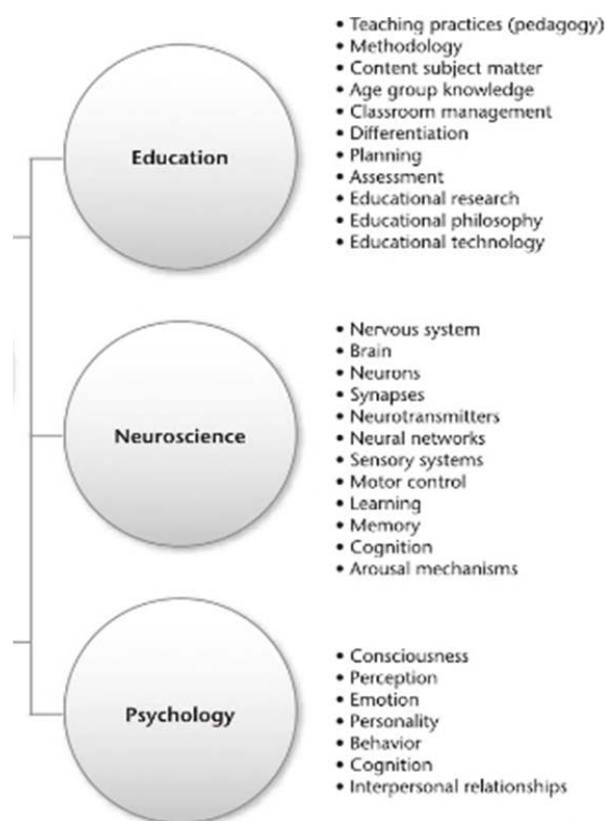 Education
• Teaching practices (pedagogy)
• Methodology
• Content subject matter
• Age group knowledge
• Classroom management
• Differentiation
• Planning
• Assessment
• Educational research
• Educational philosophy
• Educational technology
Neuroscience
• Nervous system
• Brain
• Neurons
• Synapses
• Neurotransmitters
• Neural networks
• Sensory systems
• Motor control
• Learning
• Memory
• Cognition
• Arousal mechanisms
Psychology
• Consciousness
• Perception
• Emotion
• Personality
• Behavior
• Cognition
• Interpersonal relationships